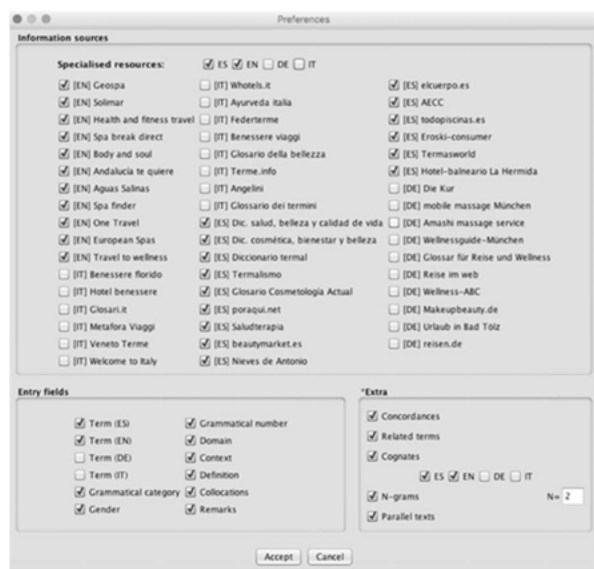 Preferences
Information sources
Specialised resources: ES EN DE IT
[EN] Geospa
[EN] Solimar
[EN] Health and fitness travel
[EN] Spa break direct
[EN] Body and soul
[EN] Andalucía te quiere
[EN] Aguas Salinas
[EN] Spa finder
[EN] One Travel
[EN] European Spas
[EN] Travel to wellness
[IT] Benessere florido
[IT] Hotel benessere
[IT] Glosari.it
[IT] Metafora Viaggi
[IT] Veneto Terme
[IT] Welcome to Italy
[IT] Whotels.it
[IT] Ayurveda italia
[IT] Federterme
[IT] Benessere viaggi
[IT] Glosario della bellezza
[IT] Terme.info
[IT] Angelini
[IT] Glossario dei termini
[ES] Dic. salud, belleza y calidad de vida
[ES] Dic. cosmética, bienestar y belleza
[ES] Diccionario termal
[ES] Termalismo
[ES] Glosario Cosmetología Actual
[ES] poraqui.net
[ES] Saludterapia
[ES] beautymarket.es
[ES] Nieves de Antonio
[ES] elcuerpo.es
[ES] AECC
[ES] todopiscinas.es
[ES] Eroski-consumer
[ES] Termasworld
[ES] Hotel-balneario La Hermida
[DE] Die Kur
[DE] mobile massage München
[DE] Amashi massage service
[DE] Wellnessguide-München
[DE] Glossar für Reise und Wellness
[DE] Reise im web
[DE] Wellness-ABC
[DE] Makeupbeauty.de
[DE] Urlaub in Bad Tölz
[DE] reisen.de
Entry fields
Term (ES)
Term (EN)
Term (DE)
Term (IT)
Grammatical category
Gender
Grammatical number
Domain
Context
Definition
Collocations
Remarks
*Extra
Concordances
Related terms
Cognates
ES EN DE IT
N-grams N= 2
Parallel texts
Accept Cancel